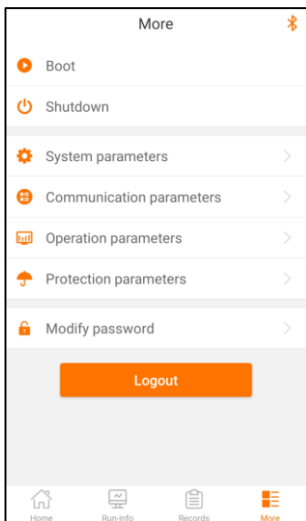 More
Boot
Shutdown
System parameters
Communication parameters
Operation parameters
Protection parameters
Modify password
Logout
Home Run-info Records More